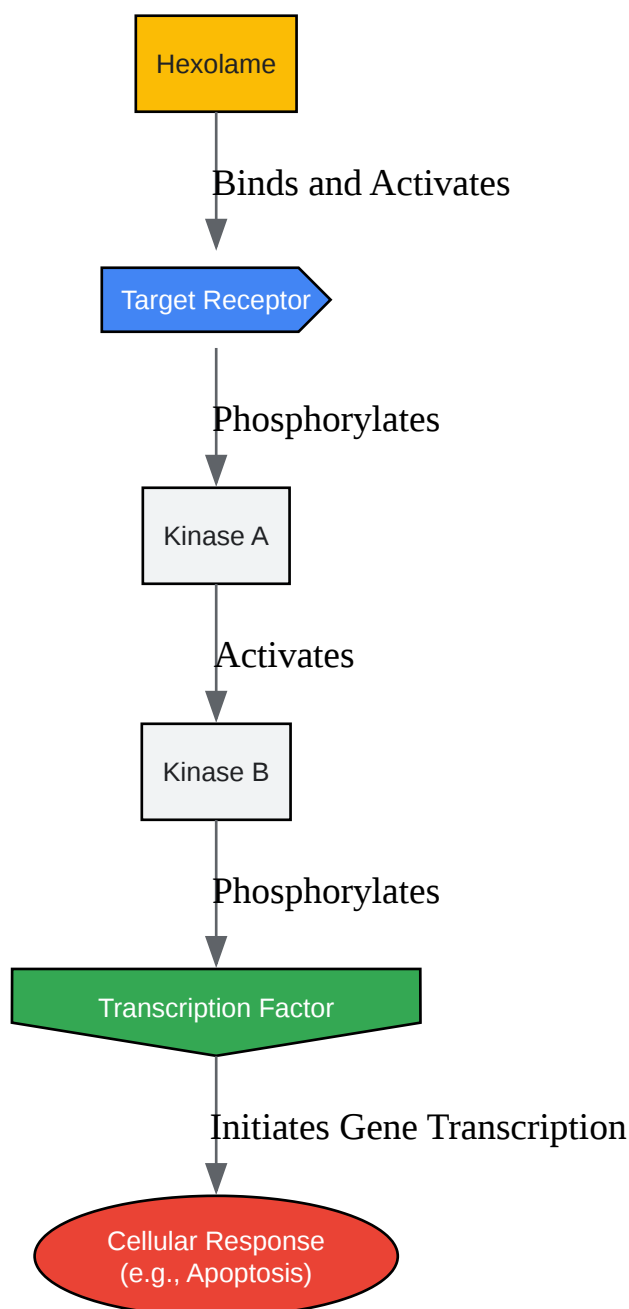 Hexolame
Binds and Activates
Target Receptor
Phosphorylates
Kinase A
Activates
Kinase B
Phosphorylates
Transcription Factor
Initiates Gene Transcription
Cellular Response
(e.g., Apoptosis)